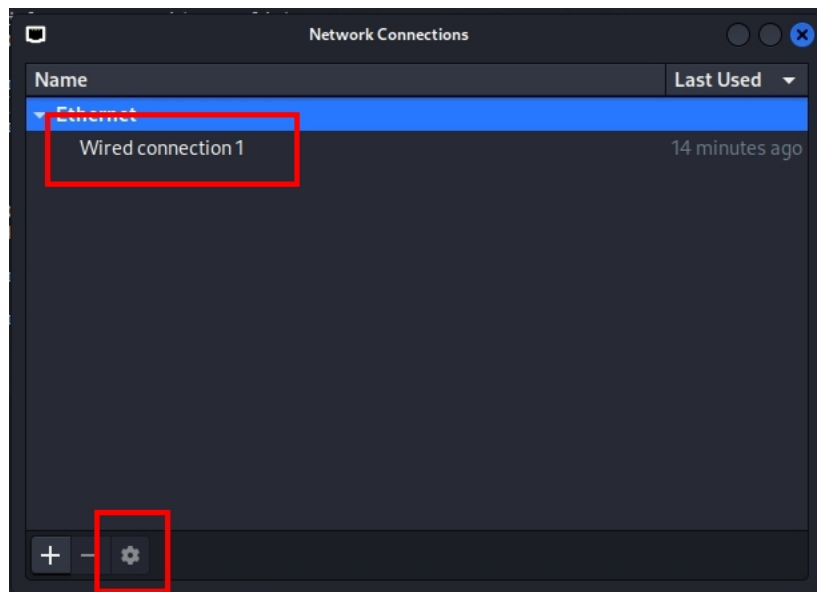 Network Connections
Name Last Used
Ethernet
Wired connection 1 14 minutes ago